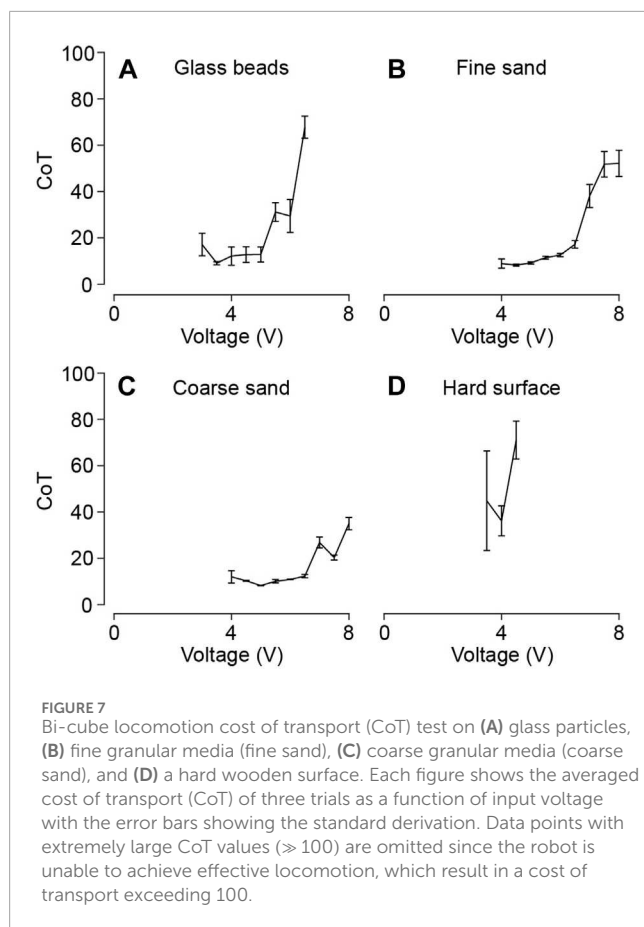 A Glass beads
B Fine sand
100
80
60
40
20
0
CoT
0 4 8
Voltage (V)
0 4 8
Voltage (V)
C Coarse sand
D Hard surface
100
80
60
40
20
0
CoT
0 4 8
Voltage (V)
0 4 8
Voltage (V)
FIGURE 7
Bi-cube locomotion cost of transport (CoT) test on (A) glass particles,
(B) fine granular media (fine sand), (C) coarse granular media (coarse
sand), and (D) a hard wooden surface. Each figure shows the averaged
cost of transport (CoT) of three trials as a function of input voltage
with the error bars showing the standard derivation. Data points with
extremely large CoT values (≫ 100) are omitted since the robot is
unable to achieve effective locomotion, which result in a cost of
transport exceeding 100.